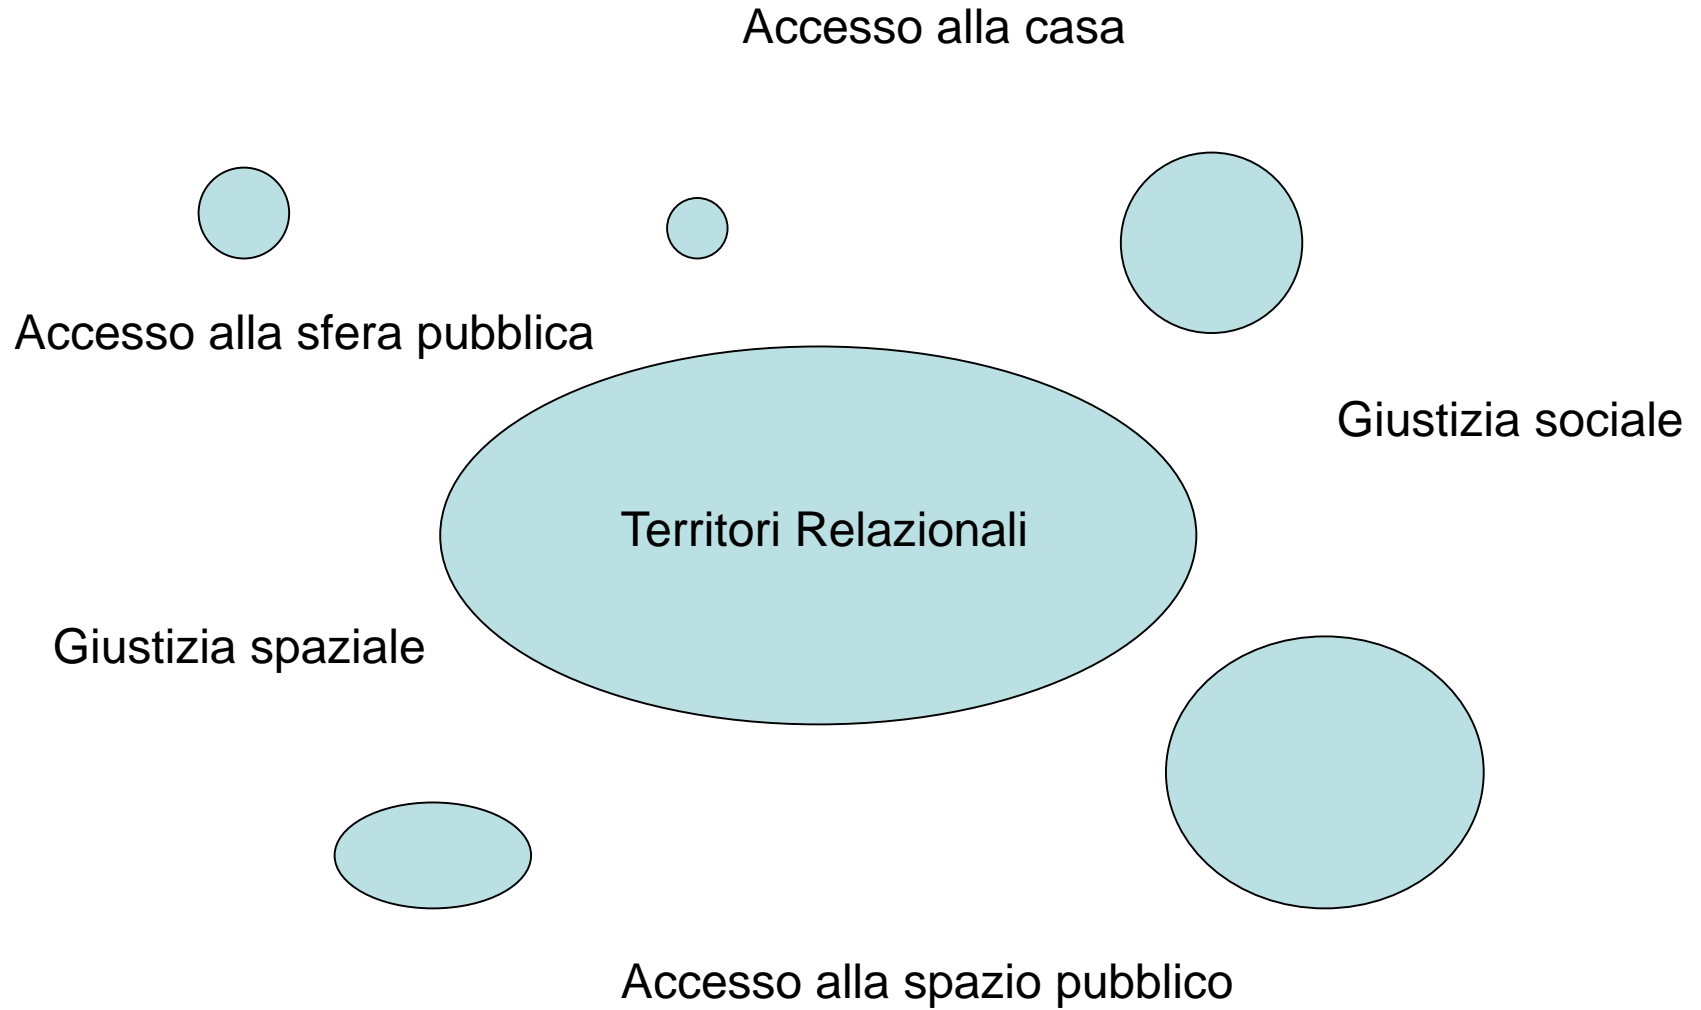 Accesso alla casa
Accesso alla sfera pubblica
Giustizia sociale
Territori Relazionali
Giustizia spaziale
Accesso alla spazio pubblico